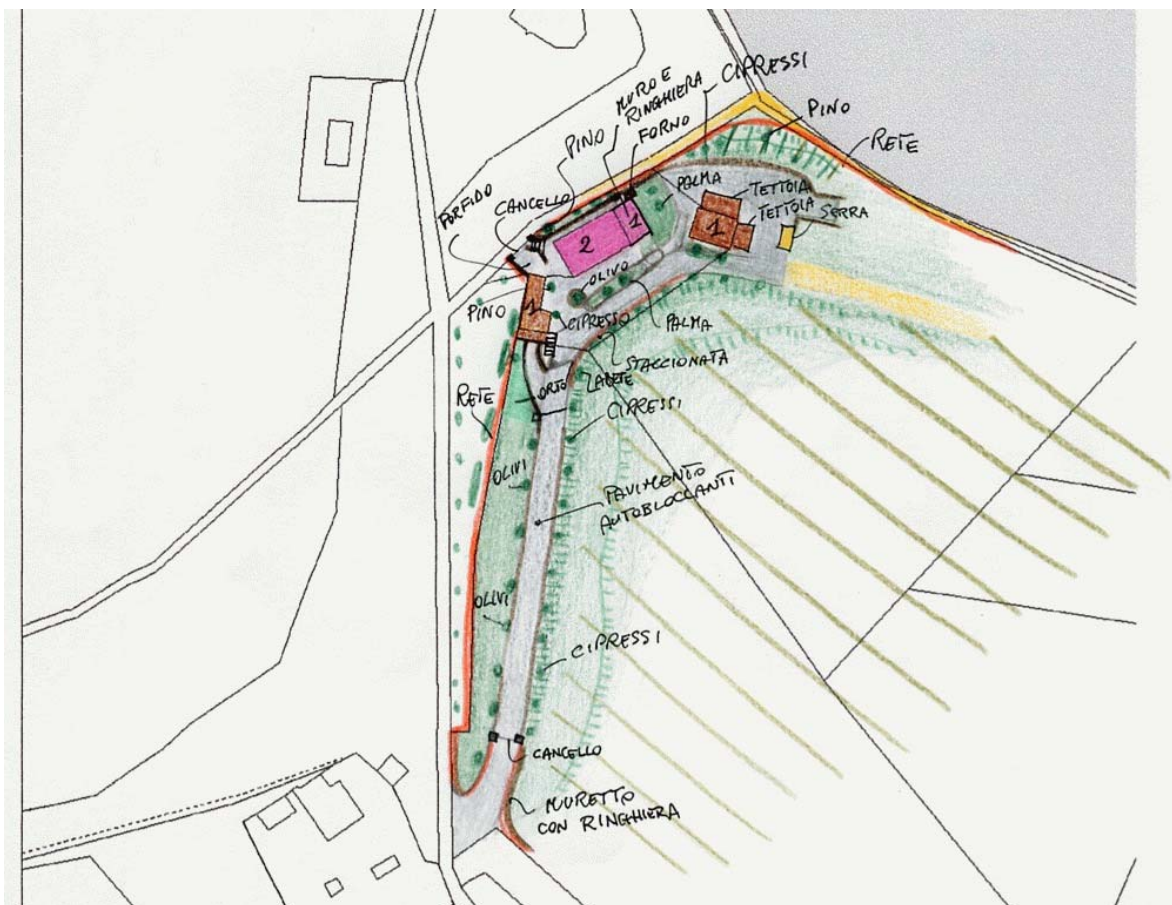 CIPRESSI
MURO E
RINGHIERA
FORNO
PINO
PINO
RETE
PORFIDO
CANCELLO
PALMA
TETTOIA
TETTOIA
SERRA
1
2
1
OLIVO
PINO
1
CIPRESSO
PALMA
STACCIONATA
ABETE
ORTO
RETE
CIPRESSI
OLIVI
PAVIMENTO
AUTOBLOCCANTI
OLIVI
CIPRESSI
CANCELLO
MURETTO
CON RINGHIERA